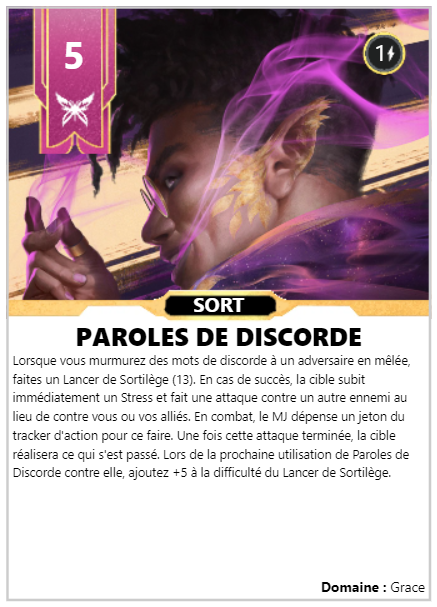 5
1
SORT
PAROLES DE DISCORDE
Lorsque vous murmurez des mots de discorde à un adversaire en mêlée,
faites un Lancer de Sortilège (13). En cas de succès, la cible subit
immédiatement un Stress et fait une attaque contre un autre ennemi au
lieu de contre vous ou vos alliés. En combat, le MJ dépense un jeton du
tracker d'action pour ce faire. Une fois cette attaque terminée, la cible
réalisera ce qui s'est passé. Lors de la prochaine utilisation de Paroles de
Discorde contre elle, ajoutez +5 à la difficulté du Lancer de Sortilège.
Domaine : Grace